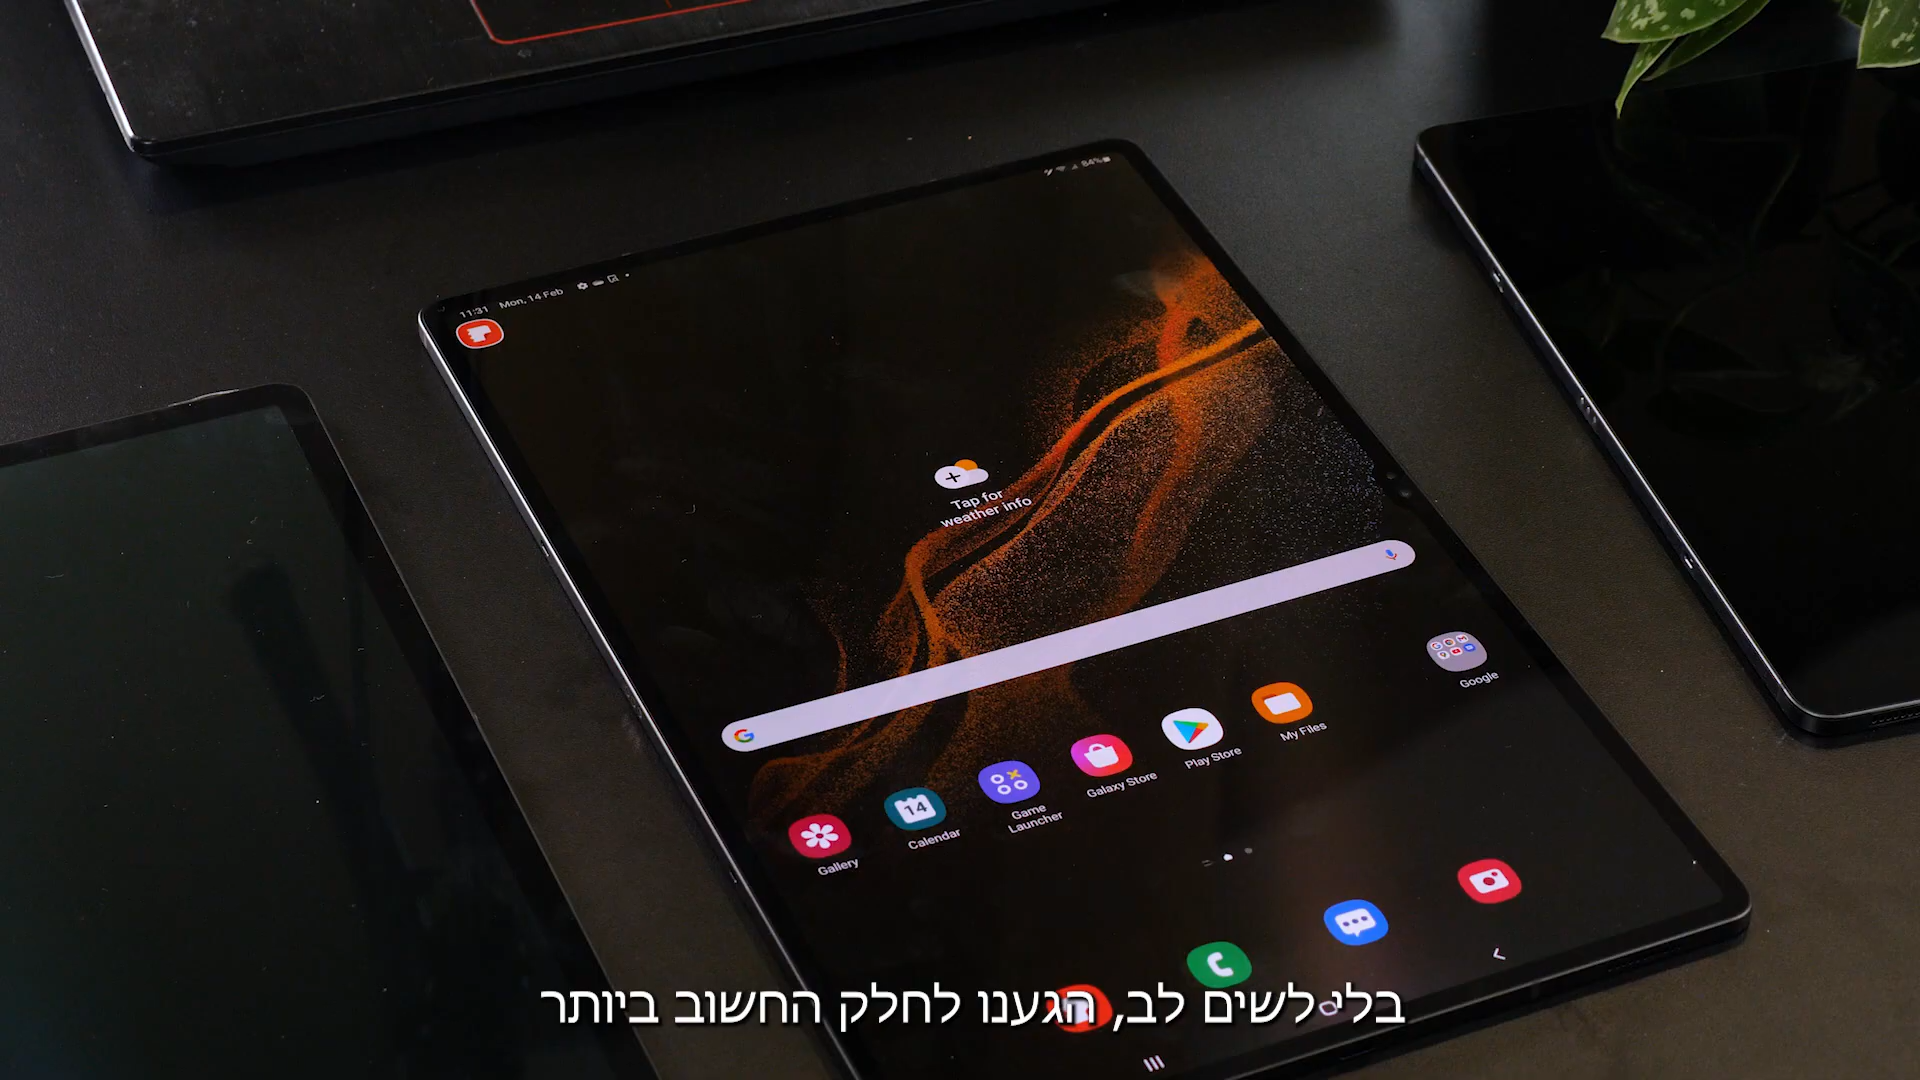 84%
11:31 Mon, 14 Feb
Tap for
weather info
Google
My Files
Play Store
Galaxy Store
Game
Launcher
14
Calendar
Gallery
בלי לשים לב, הגענו לחלק החשוב ביותר